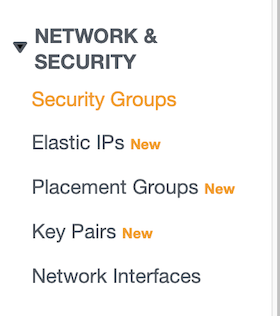 NETWORK &
SECURITY
Security Groups
Elastic IPs New
Placement Groups New
Key Pairs New
Network Interfaces